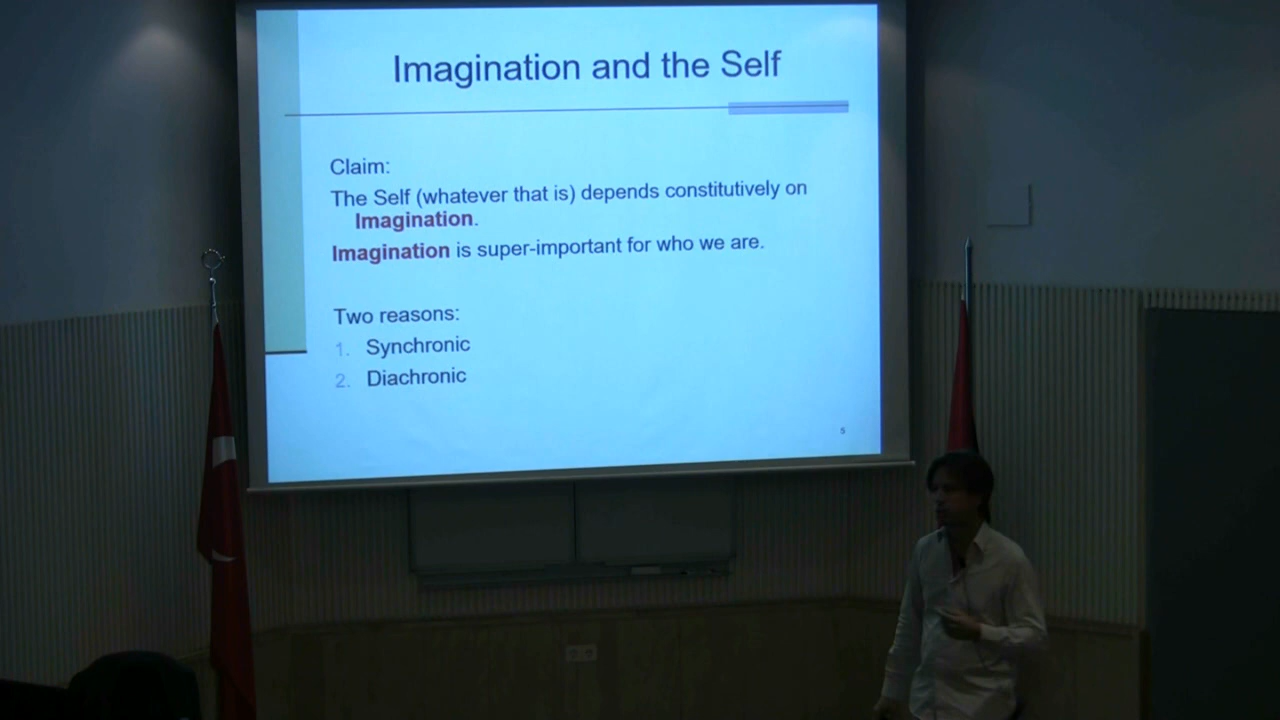 Imagination and the Self
Claim:
The Self (whatever that is) depends constitutively on
Imagination.
Imagination is super-important for who we are.
Two reasons:
1. Synchronic
2. Diachronic
5